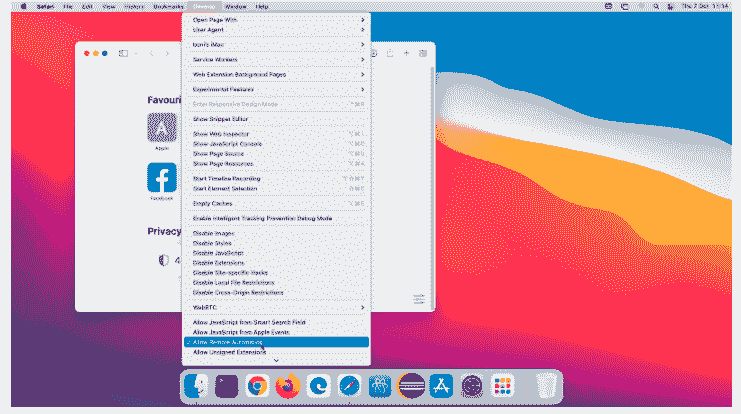 Safari File Edit View History Bookmarks Develop Window Help
Thu 7 Oct
Open Page With
User Agent
iMac
Service Workers
Web Extension Background Pages
Experimental Features
Enter Responsive Design Mode
Show Snippet Editor
Show Web Inspector
Show JavaScript Console
Show Page Source
Show Page Resources
Start Timeline Recording
Start Element Selection
Empty Caches
Enable Intelligent Tracking Prevention Debug Mode
Disable Images
Disable Styles
Disable JavaScript
Disable Extensions
Disable Site-specific Hacks
Disable Local File Restrictions
Disable Cross-Origin Restrictions
WebRTC
Allow JavaScript from Smart Search Field
Allow JavaScript from Apple Events
✓ Allow Remote Automation
Allow Unsigned Extensions
Favouri
Apple
Facebook
Privacy
4